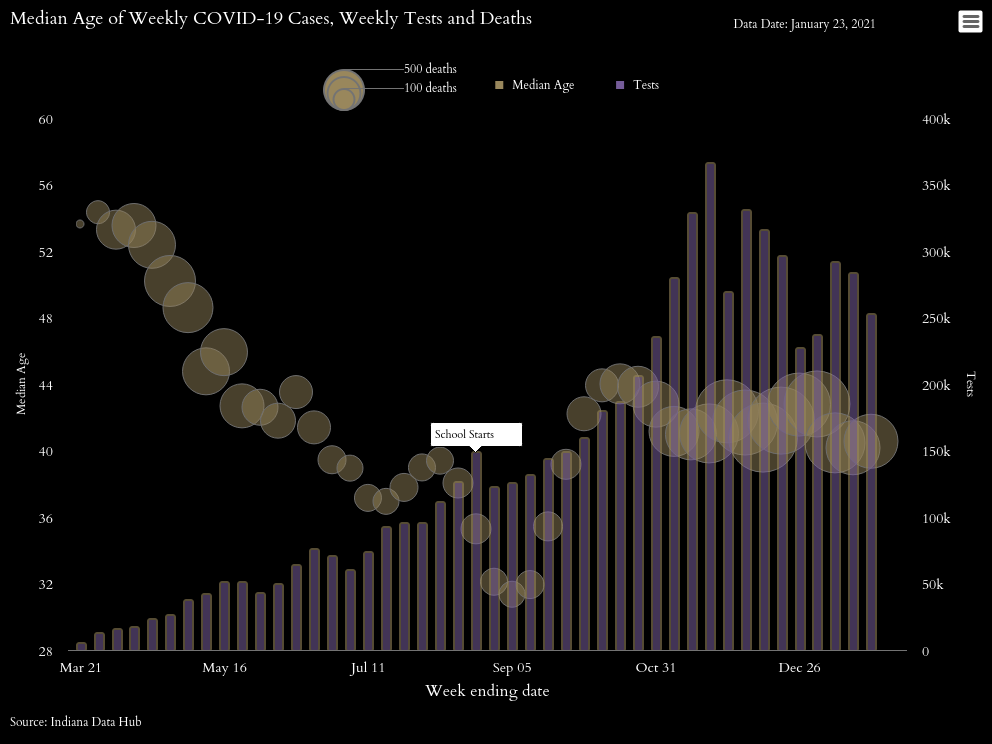 Median Age of Weekly COVID-19 Cases, Weekly Tests and Deaths
Data Date: January 23, 2021
500 deaths
100 deaths
Median Age
Tests
60
400k
56
350k
52
300k
48
250k
44
200k
40
150k
36
100k
32
50k
28
0
Median Age
Tests
School Starts
Mar 21
May 16
Jul 11
Sep 05
Oct 31
Dec 26
Week ending date
Source: Indiana Data Hub